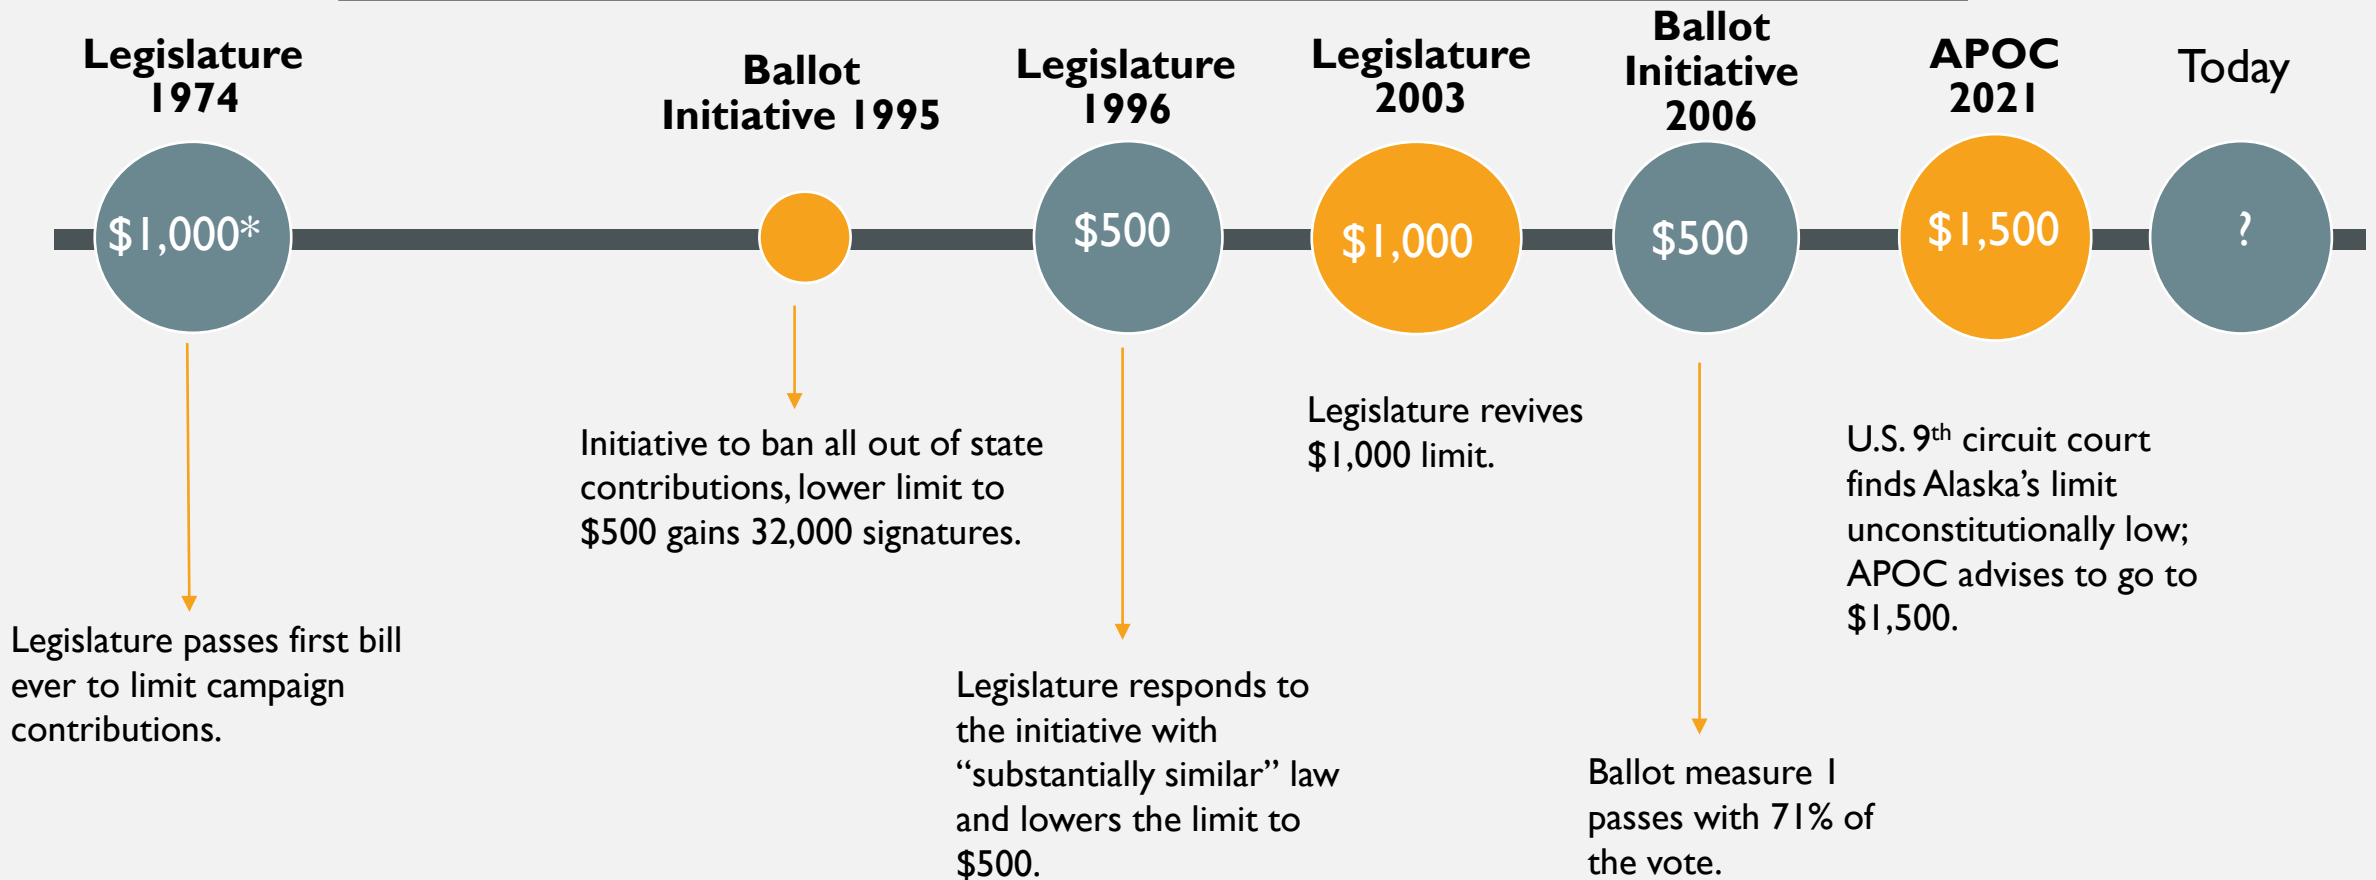 Legislature
1974
$1,000*
Legislature passes first bill
ever to limit campaign
contributions.
Ballot
Initiative 1995
Initiative to ban all out of state
contributions, lower limit to
$500 gains 32,000 signatures.
Legislature
1996
$500
Legislature responds to
the initiative with
“substantially similar” law
and lowers the limit to
$500.
Legislature
2003
$1,000
Legislature revives
$1,000 limit.
Ballot
Initiative
2006
$500
Ballot measure 1
passes with 71% of
the vote.
APOC
2021
$1,500
U.S. 9th circuit court
finds Alaska’s limit
unconstitutionally low;
APOC advises to go to
$1,500.
Today
?